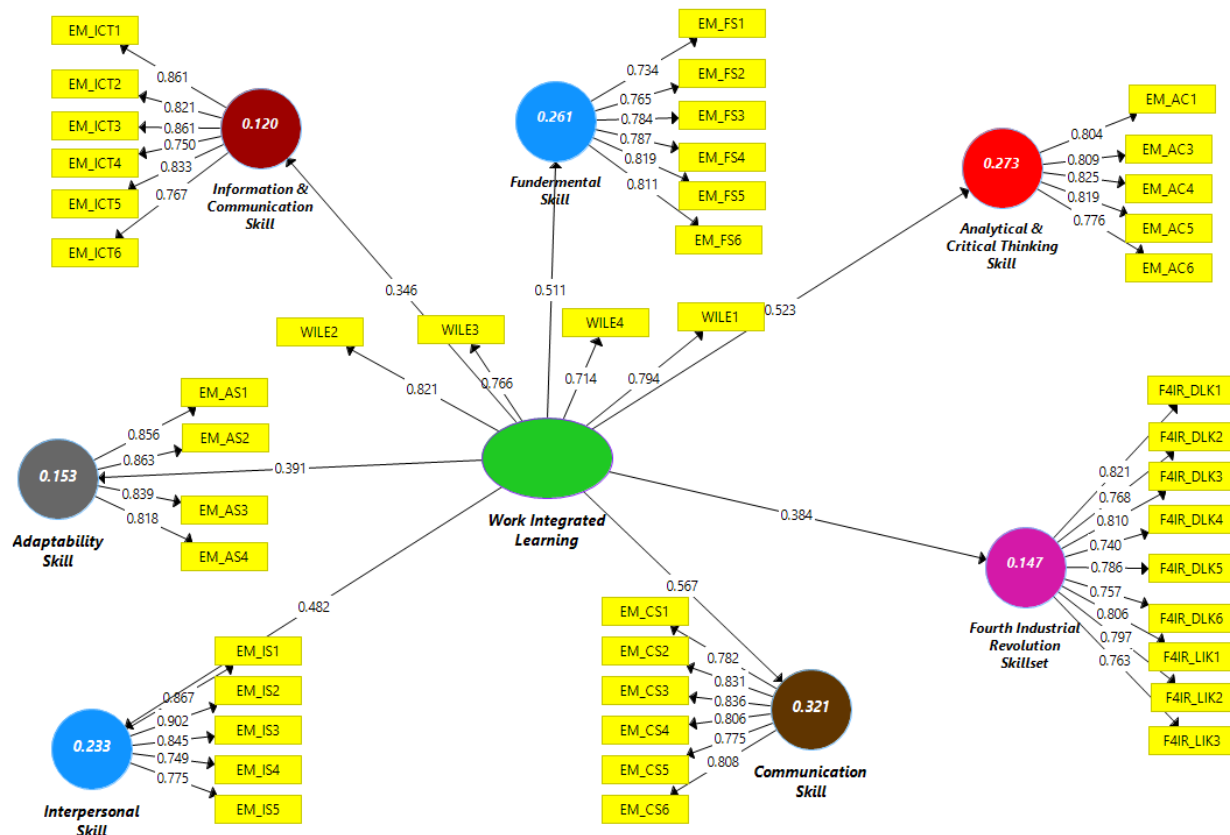 EM_ICT1
EM_ICT2
EM_ICT3
EM_ICT4
EM_ICT5
EM_ICT6
0.861
0.821
0.861
0.750
0.833
0.767
0.120
Information &
Communication
Skill
EM_FS1
EM_FS2
EM_FS3
EM_FS4
EM_FS5
EM_FS6
0.734
0.765
0.784
0.787
0.819
0.811
0.261
Fundermental
Skill
EM_AC1
EM_AC3
EM_AC4
EM_AC5
EM_AC6
0.804
0.809
0.825
0.819
0.776
0.273
Analytical &
Critical Thinking
Skill
0.346
0.511
0.523
WILE2
WILE3
WILE4
WILE1
0.821
0.766
0.714
0.794
EM_AS1
EM_AS2
EM_AS3
EM_AS4
0.856
0.863
0.839
0.818
0.153
Adaptability
Skill
0.391
Work Integrated
Learning
0.384
F4IR_DLK1
F4IR_DLK2
F4IR_DLK3
F4IR_DLK4
F4IR_DLK5
F4IR_DLK6
F4IR_LIK1
F4IR_LIK2
F4IR_LIK3
0.821
0.768
0.810
0.740
0.786
0.757
0.806
0.797
0.763
0.147
Fourth Industrial
Revolution
Skillset
0.482
0.567
EM_IS1
EM_IS2
EM_IS3
EM_IS4
EM_IS5
0.867
0.902
0.845
0.749
0.775
0.233
Interpersonal
Skill
EM_CS1
EM_CS2
EM_CS3
EM_CS4
EM_CS5
EM_CS6
0.782
0.831
0.836
0.806
0.775
0.808
0.321
Communication
Skill